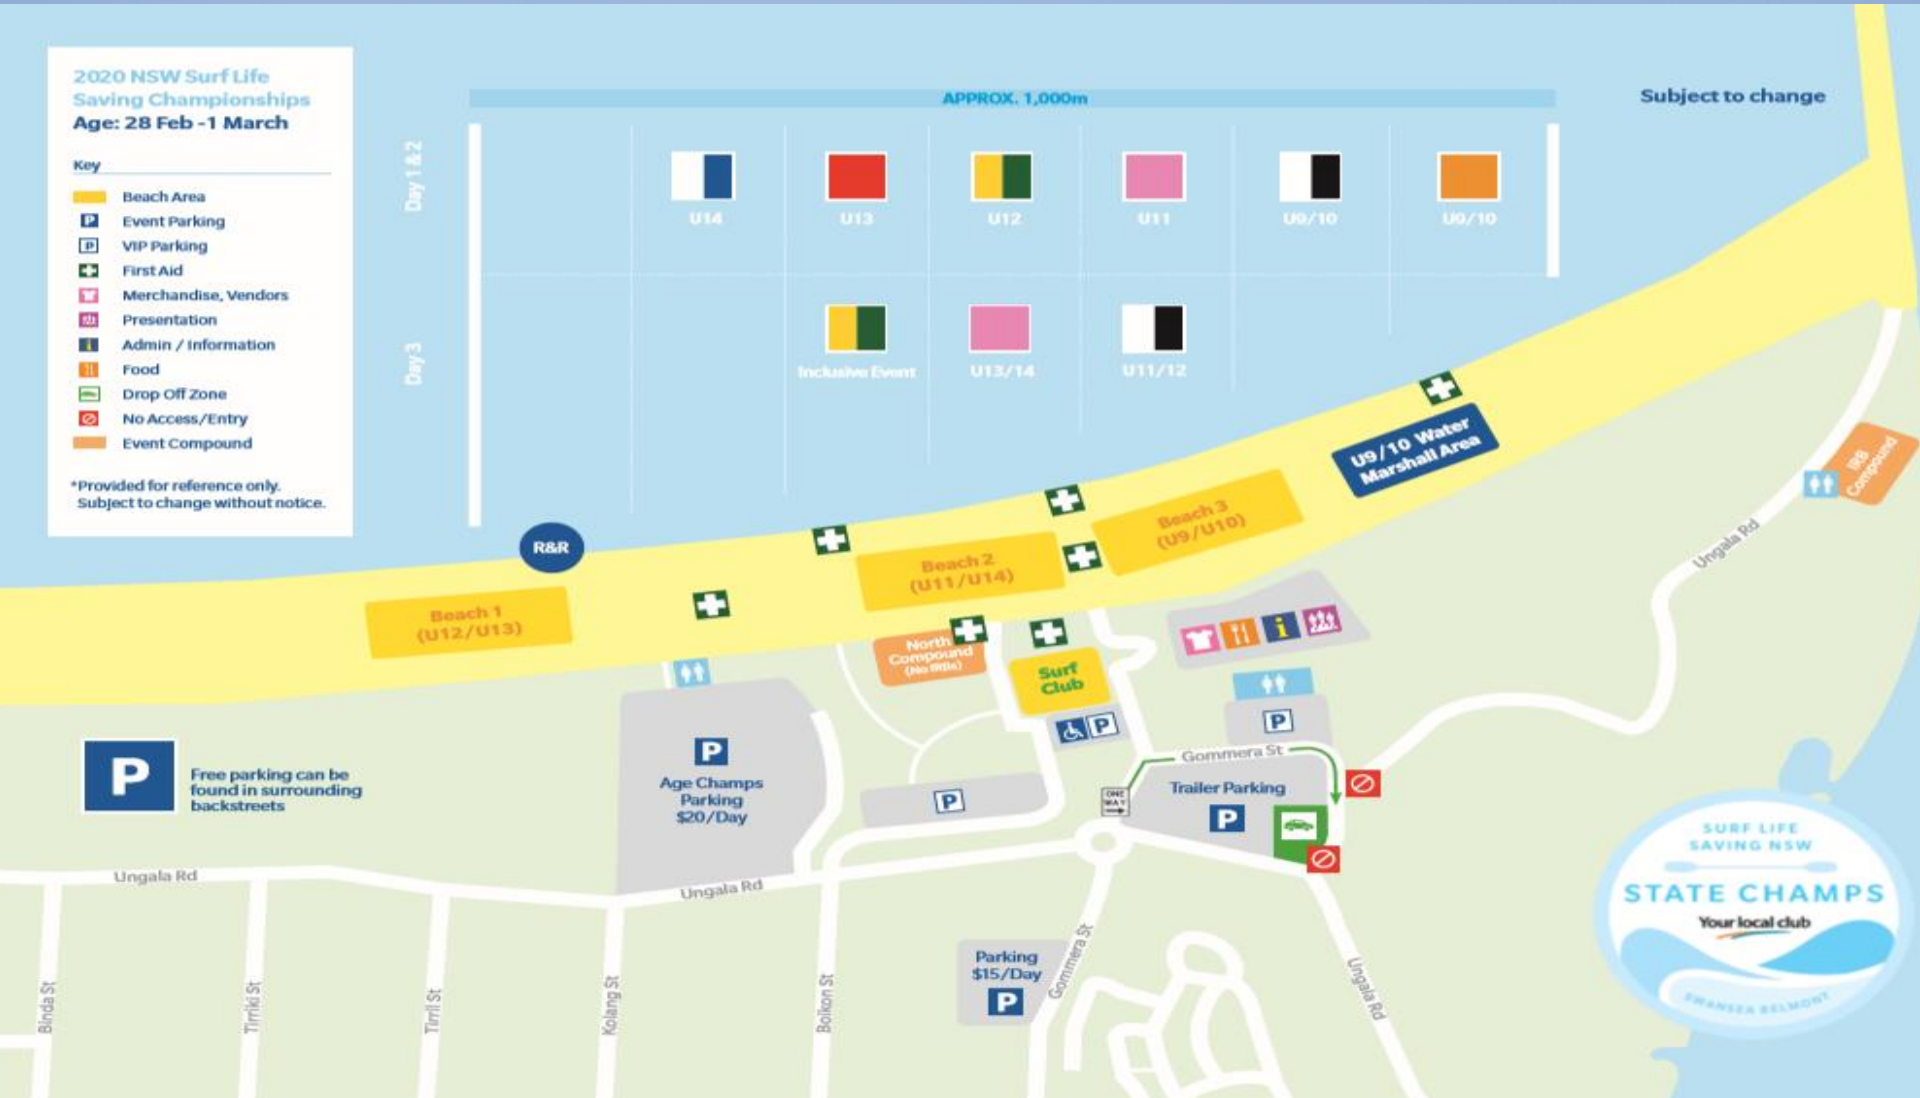 2020 NSW Surf Life
Saving Championships
Age: 28 Feb -1 March
Key
Beach Area
P Event Parking
P VIP Parking
First Aid
Merchandise, Vendors
Presentation
i Admin / Information
Food
Drop Off Zone
No Access/Entry
Event Compound
*Provided for reference only.
Subject to change without notice.
APPROX. 1,000m
Subject to change
Day 1 & 2
U14
U13
U12
U11
U9/10
U9/10
Day 3
Inclusive Event
U13/14
U11/12
R&R
U9/10 Water
Marshall Area
Beach 3
(U9/U10)
Beach 2
(U11/U14)
Beach 1
(U12/U13)
IRB
Compound
Ungala Rd
North
Compound
(No IRBs)
Surf
Club
i
P
P
Gommera St
P
Free parking can be
found in surrounding
backstreets
P
Age Champs
Parking
$20/Day
P
ONE
WAY
Trailer Parking
P
Ungala Rd
Ungala Rd
Parking
$15/Day
P
Gommera St
Ungala Rd
Binda St
Tirriki St
Tirril St
Kolang St
Bolkon St
SURF LIFE
SAVING NSW
STATE CHAMPS
Your local club
SWANSEA BELMONT